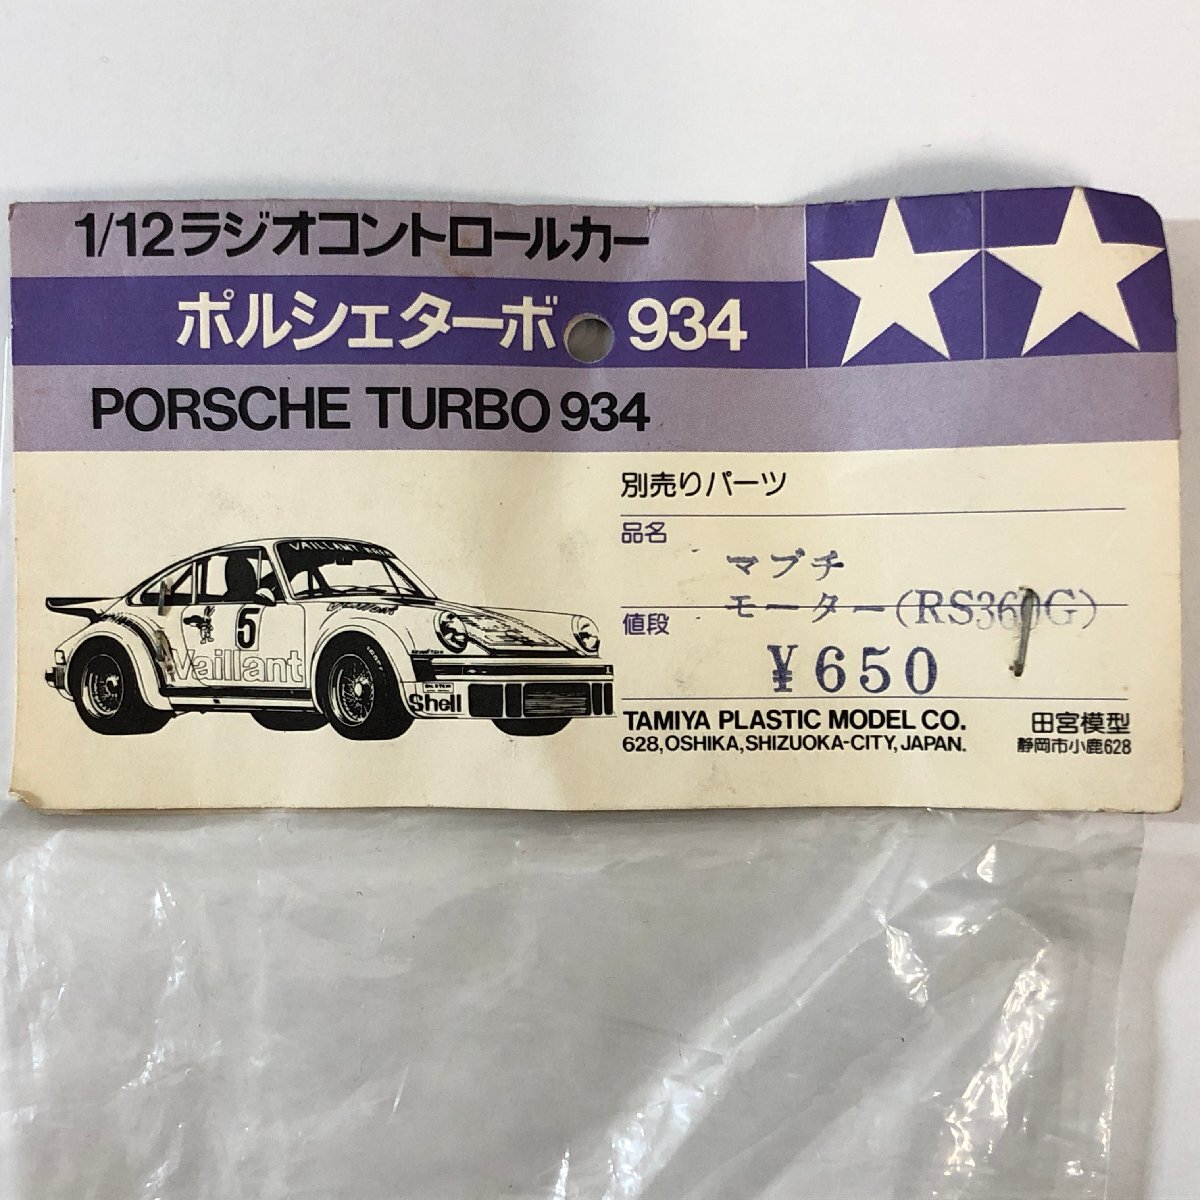 1/12ラジオコントロールカー
ポルシェターボ 934
PORSCHE TURBO 934
別売りパーツ
品名
マブチ
モーター(RS360G)
値段
¥650
TAMIYA PLASTIC MODEL CO.
628, OSHIKA, SHIZUOKA-CITY, JAPAN.
田宮模型
静岡市小鹿628
VAILLANT
5
Vaillant
Shell